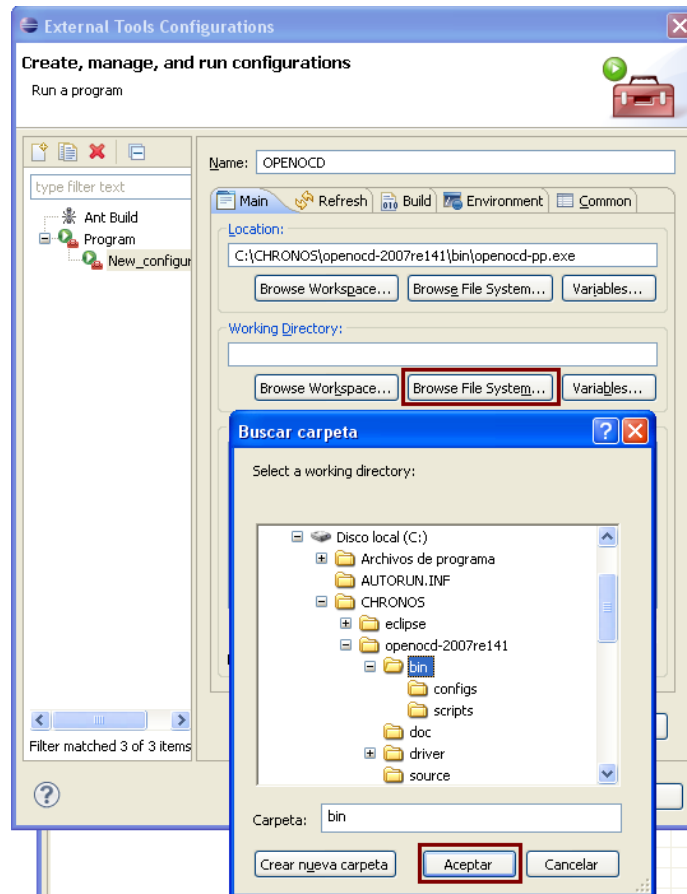 External Tools Configurations
Create, manage, and run configurations
Run a program
type filter text
Ant Build
Program
New_configur
Filter matched 3 of 3 items
Name: OPENOCD
Main Refresh Build Environment Common
Location:
C:\CHRONOS\openocd-2007re141\bin\openocd-pp.exe
Browse Workspace... Browse File System... Variables...
Working Directory:
Browse Workspace... Browse File System... Variables...
Buscar carpeta
Select a working directory:
Disco local (C:)
Archivos de programa
AUTORUN.INF
CHRONOS
eclipse
openocd-2007re141
bin
configs
scripts
doc
driver
source
Carpeta: bin
Crear nueva carpeta Aceptar Cancelar